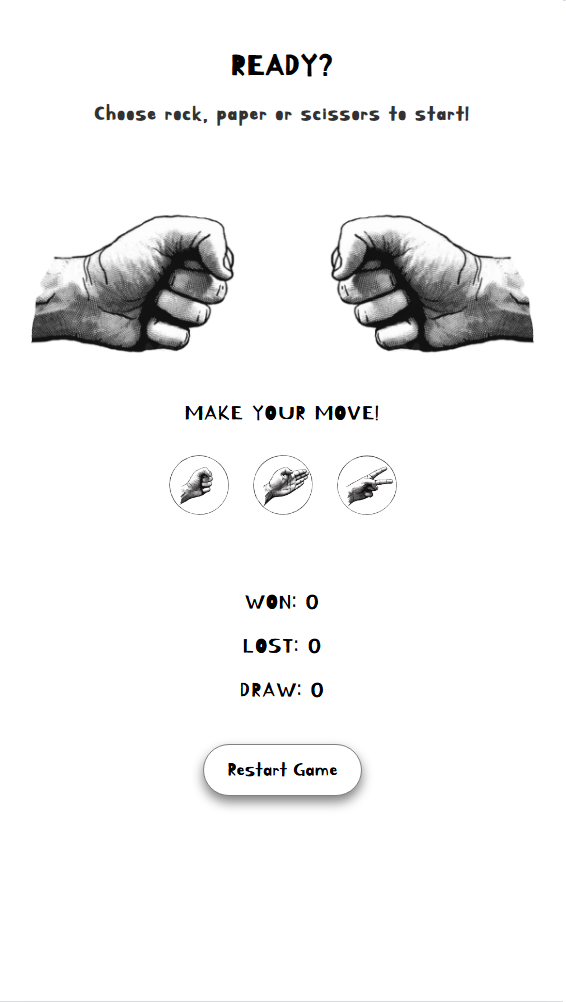 READY?
Choose rock, paper or scissors to start!
MAKE YOUR MOVE!
WON: 0
LOST: 0
DRAW: 0
Restart Game